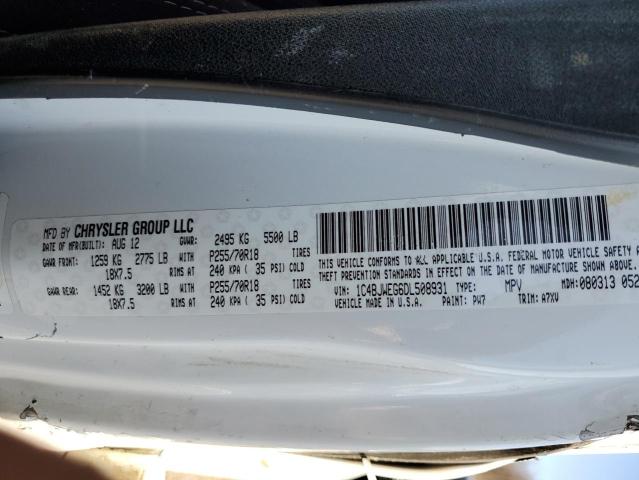 MFD BY CHRYSLER GROUP LLC
DATE OF MFR(BUILT): AUG 12 GVWR: 2495 KG 5500 LB
GAWR FRONT: 1259 KG 2775 LB WITH P255/70R18 TIRES
18X7.5 RIMS AT 240 KPA ( 35 PSI) COLD
GAWR REAR: 1452 KG 3200 LB WITH P255/70R18 TIRES
18X7.5 RIMS AT 240 KPA ( 35 PSI) COLD
THIS VEHICLE CONFORMS TO ALL APPLICABLE U.S.A. FEDERAL MOTOR VEHICLE SAFETY
THEFT PREVENTION STANDARDS IN EFFECT ON THE DATE OF MANUFACTURE SHOWN ABOVE.
VIN: 1C4BJWEG6DL508931 TYPE: MPV MDH: 080313 052
MADE IN U.S.A. PAINT: PW7 TRIM: A7XV